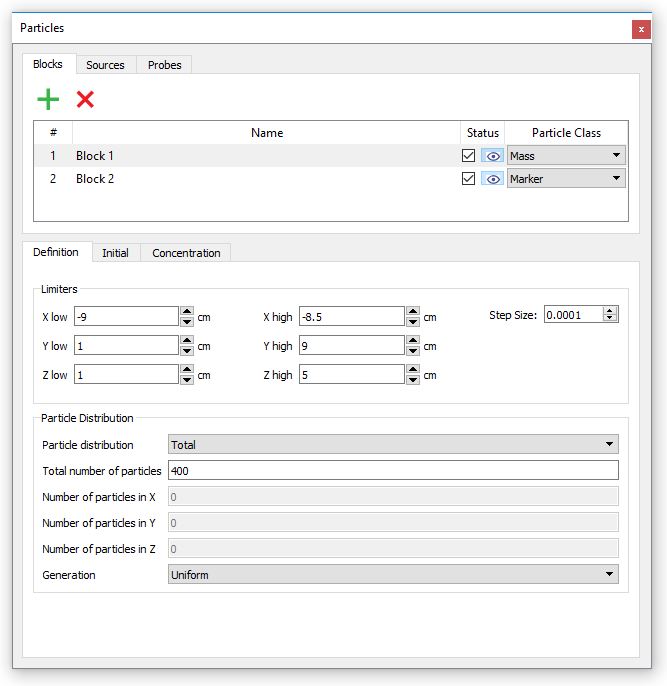 Particles
x
Blocks Sources Probes
# Name Status Particle Class
1 Block 1 Mass
2 Block 2 Marker
Definition Initial Concentration
Limiters
X low -9 cm X high -8.5 cm Step Size: 0.0001
Y low 1 cm Y high 9 cm
Z low 1 cm Z high 5 cm
Particle Distribution
Particle distribution Total
Total number of particles 400
Number of particles in X 0
Number of particles in Y 0
Number of particles in Z 0
Generation Uniform